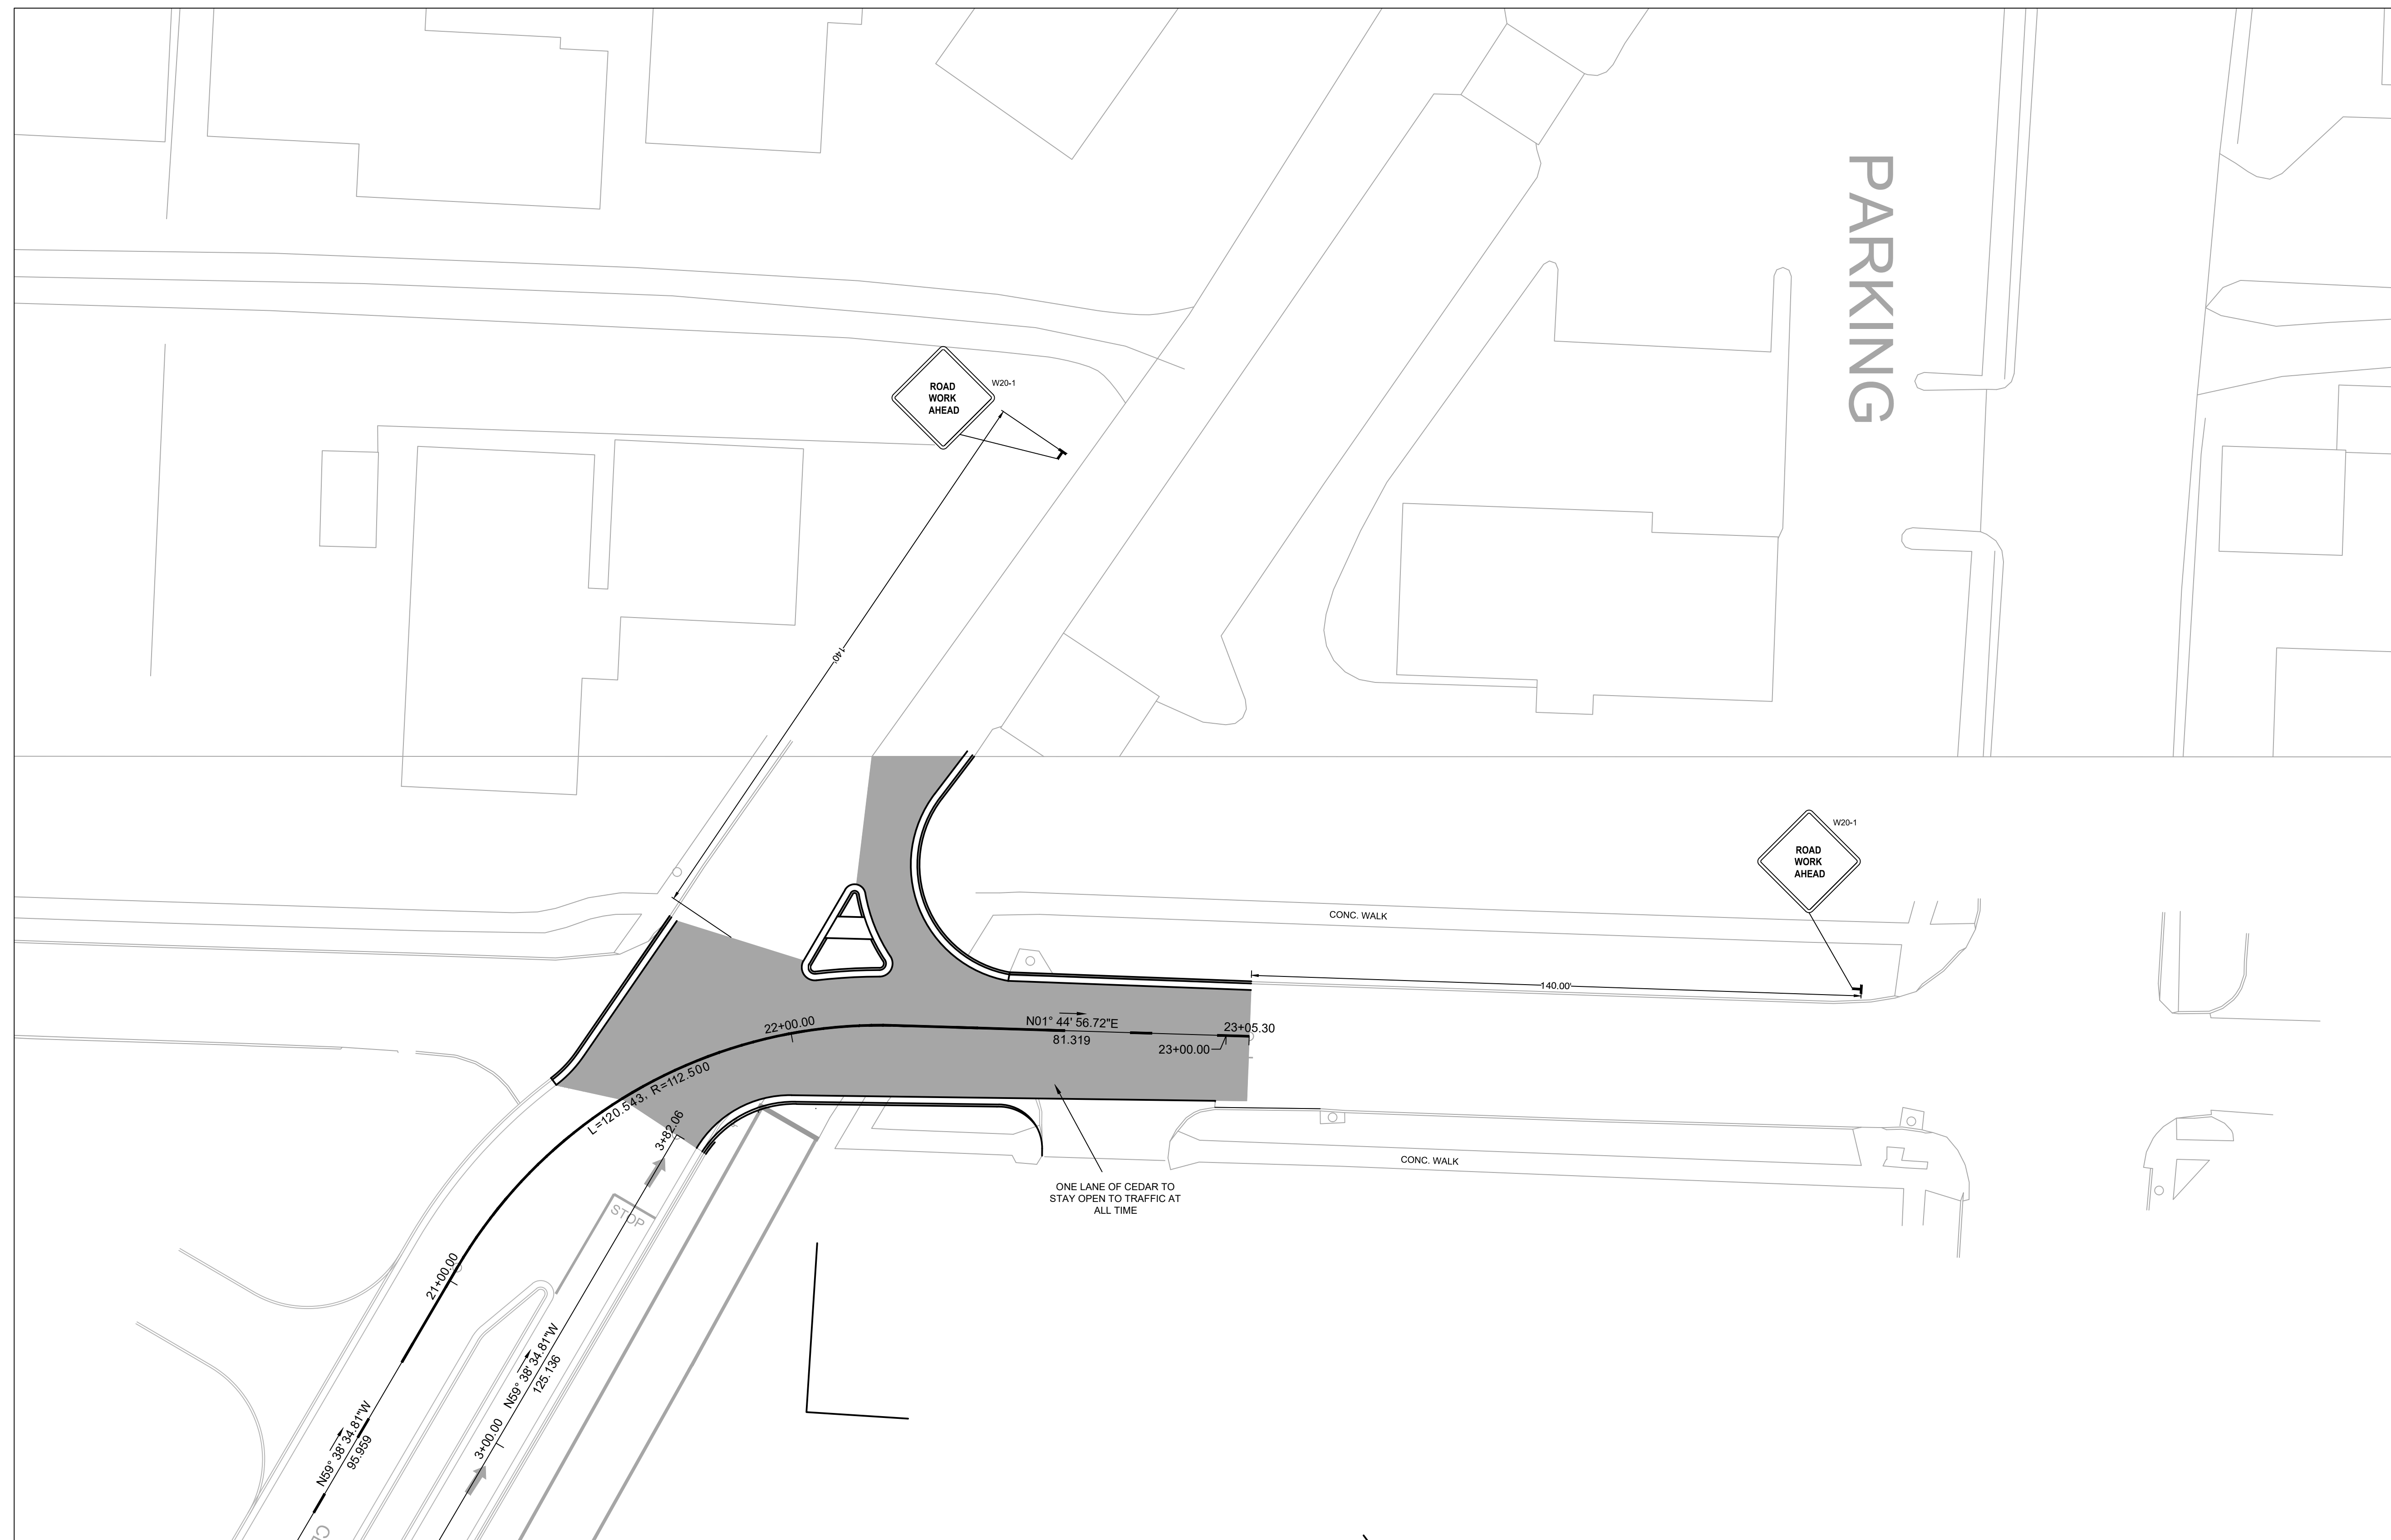 PARKING
ROAD
WORK
AHEAD
W20-1
140'
ROAD
WORK
AHEAD
W20-1
CONC. WALK
140.00'
22+00.00
N01° 44' 56.72"E
81.319
23+05.30
23+00.00
L=120.543, R=112.500
3+82.06
CONC. WALK
ONE LANE OF CEDAR TO
STAY OPEN TO TRAFFIC AT
ALL TIME
STOP
21+00.00
N59° 38' 34.81"W
125.136
N59° 38' 34.81"W
95.959
3+00.00